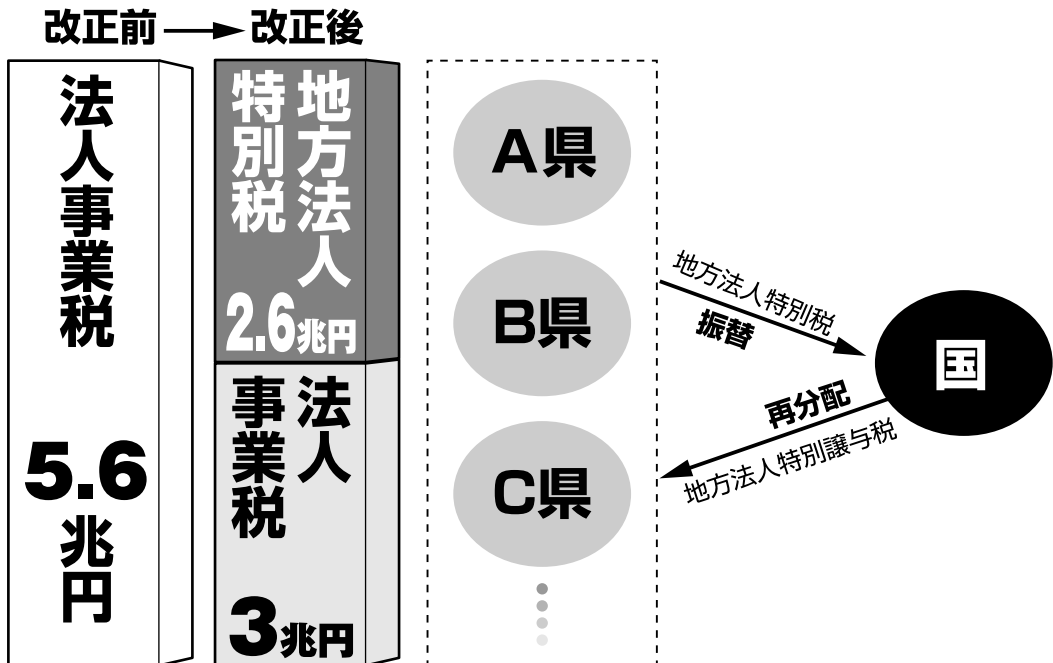 改正前
改正後
法人事業税
5.6
兆円
地方法人
特別税
2.6兆円
法人
事業税
3兆円
A県
B県
C県
地方法人特別税
振替
国
再分配
地方法人特別譲与税